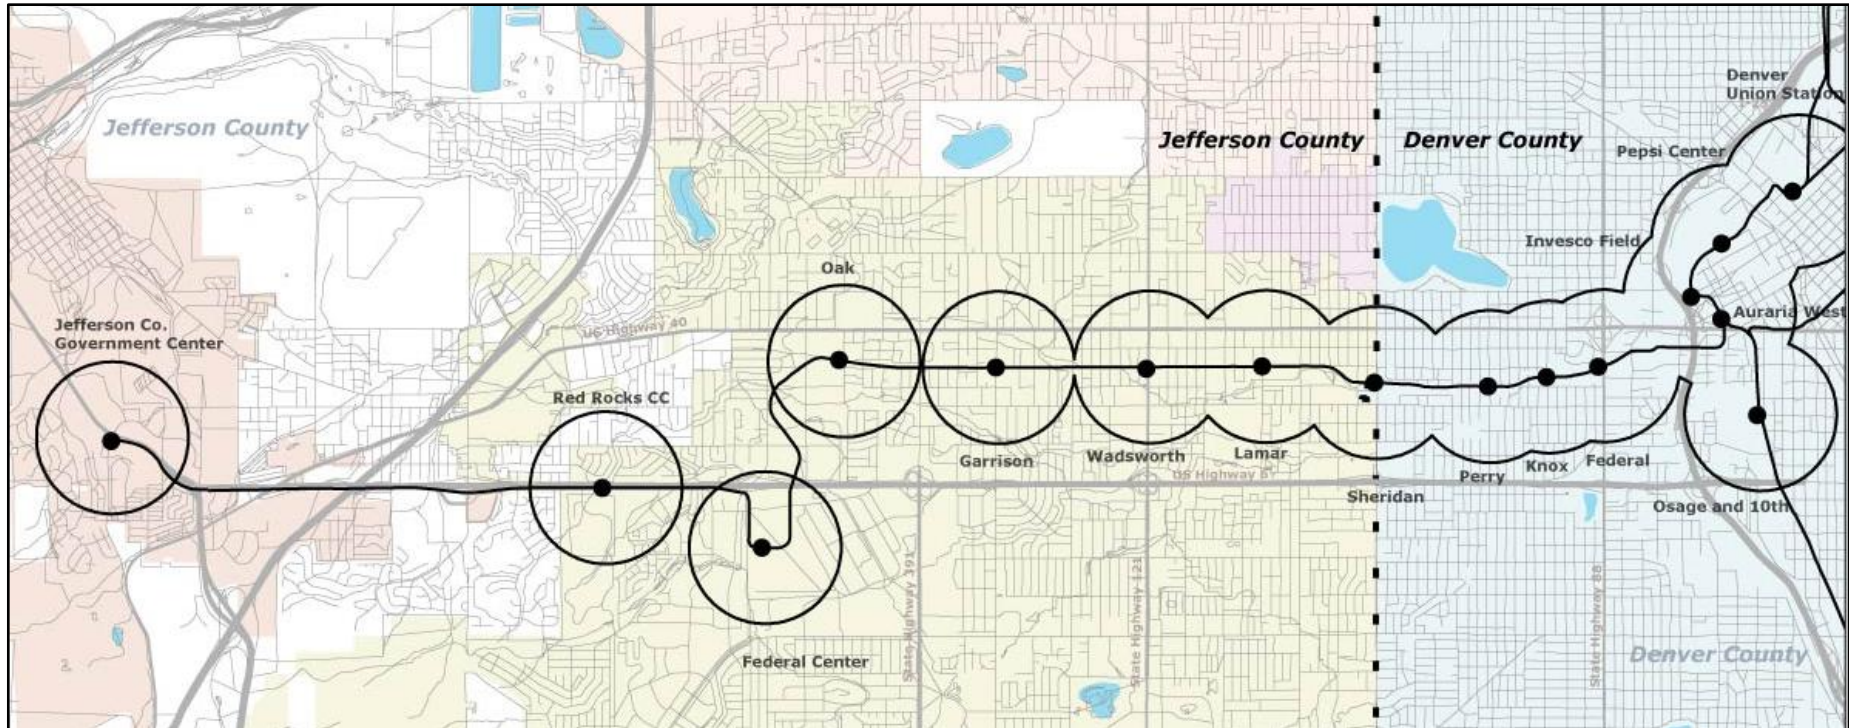 Denver
Union Station
Jefferson County
Jefferson County
Denver County
Pepsi Center
Invesco Field
Oak
Auraria West
Jefferson Co.
Government Center
US Highway 40
Red Rocks CC
Garrison
Wadsworth
Lamar
Perry
Knox
Federal
US Highway 6
Sheridan
Osage and 10th
State Highway 391
State Highway 121
State Highway 88
Federal Center
Denver County